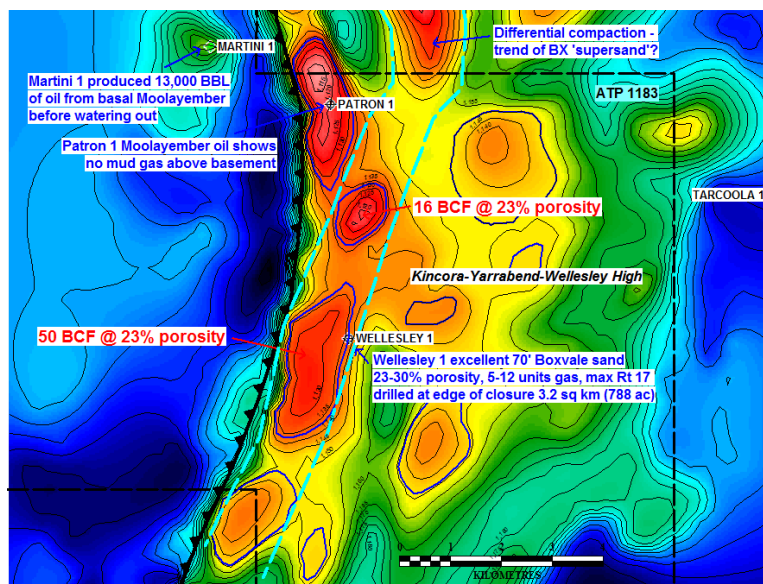 MARTINI 1
Differential compaction -
trend of BX 'supersand'?
Martini 1 produced 13,000 BBL
of oil from basal Moolayember
before watering out
ATP 1183
PATRON 1
Patron 1 Moolayember oil shows
no mud gas above basement
TARCOOLA 1
16 BCF @ 23% porosity
Kincora-Yarrabend-Wellesley High
50 BCF @ 23% porosity
WELLESLEY 1
Wellesley 1 excellent 70' Boxvale sand
23-30% porosity, 5-12 units gas, max Rt 17
drilled at edge of closure 3.2 sq km (788 ac)
0 1 2 3
KILOMETRES